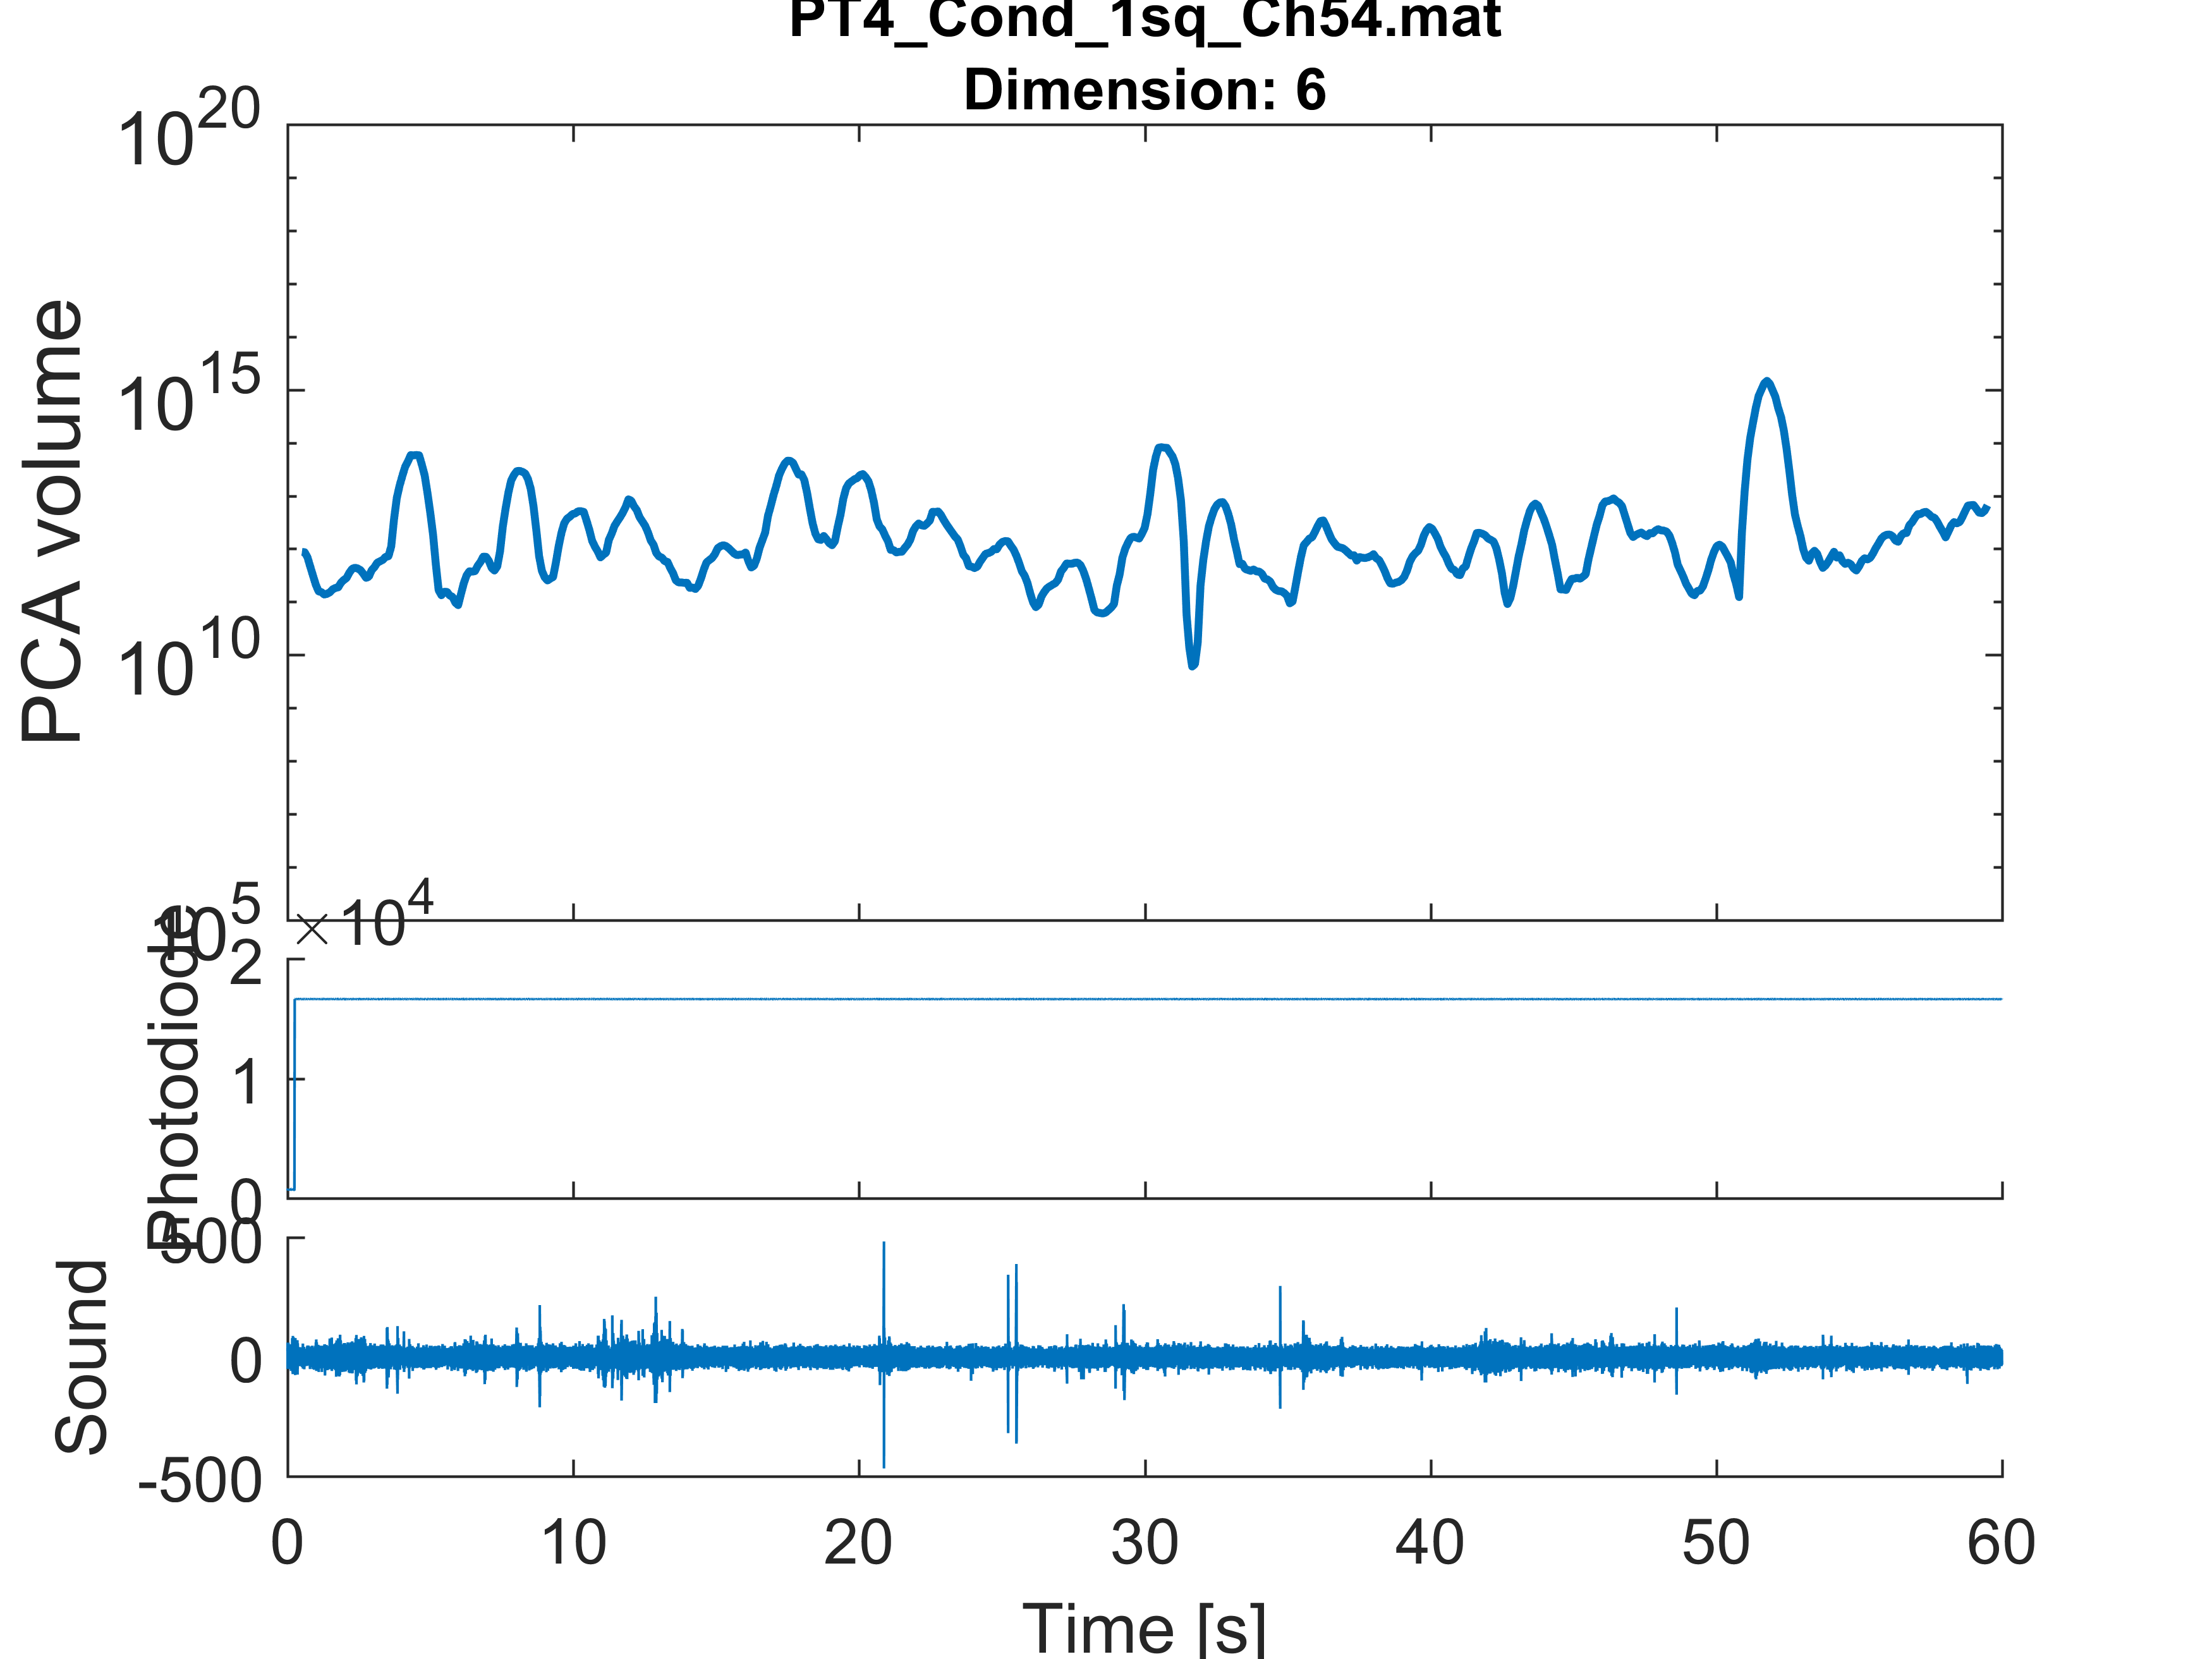 PT4_Cond_1sq_Ch54.mat
Dimension: 6
PCA volume
10^20
10^15
10^10
10^5
×10^4
Photodiode
2
1
0
Sound
500
0
-500
0 10 20 30 40 50 60
Time [s]